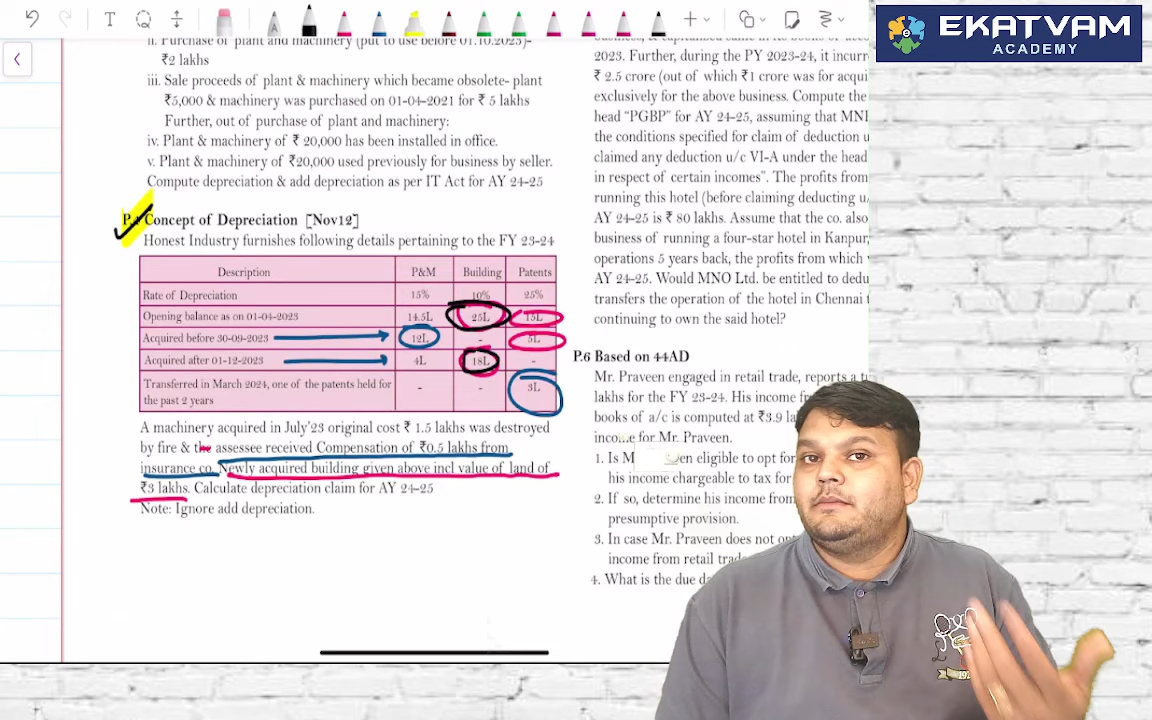 EKATVAM
ACADEMY
ii. Purchase of plant and machinery (put to use before 01.10.2023)-
₹2 lakhs
iii. Sale proceeds of plant & machinery which became obsolete- plant
₹5,000 & machinery was purchased on 01-04-2021 for ₹ 5 lakhs
Further, out of purchase of plant and machinery:
iv. Plant & machinery of ₹ 20,000 has been installed in office.
v. Plant & machinery of ₹20,000 used previously for business by seller.
Compute depreciation & add depreciation as per IT Act for AY 24-25
Concept of Depreciation [Nov12]
Honest Industry furnishes following details pertaining to the FY 23-24
Description P&M Building Patents
Rate of Depreciation 15% 10% 25%
Opening balance as on 01-04-2023 14.5L 25L 15L
Acquired before 30-09-2023 12L - 5L
Acquired after 01-12-2023 4L 18L -
Transferred in March 2024, one of the patents held for - - 3L
the past 2 years
A machinery acquired in July'23 original cost ₹ 1.5 lakhs was destroyed
by fire & the assessee received Compensation of ₹0.5 lakhs from
insurance co. Newly acquired building given above incl value of land of
₹3 lakhs. Calculate depreciation claim for AY 24-25
Note: Ignore add depreciation.
2023. Further, during the PY 2023-24, it incurr
₹ 2.5 crore (out of which ₹1 crore was for acqui
exclusively for the above business. Compute the
head "PGBP" for AY 24-25, assuming that MNI
the conditions specified for claim of deduction u
claimed any deduction u/c VI-A under the head
in respect of certain incomes". The profits from
running this hotel (before claiming deducting u/
AY 24-25 is ₹ 80 lakhs. Assume that the co. also
business of running a four-star hotel in Kanpur,
operations 5 years back, the profits from which
AY 24-25. Would MNO Ltd. be entitled to dedu
transfers the operation of the hotel in Chennai t
continuing to own the said hotel?
P.6 Based on 44AD
Mr. Praveen engaged in retail trade, reports a t
lakhs for the FY 23-24. His income fr
books of a/c is computed at ₹3.9 la
income for Mr. Praveen.
1. Is M een eligible to opt for
his income chargeable to tax for
2. If so, determine his income from
presumptive provision.
3. In case Mr. Praveen does not opt
income from retail trad
4. What is the due da